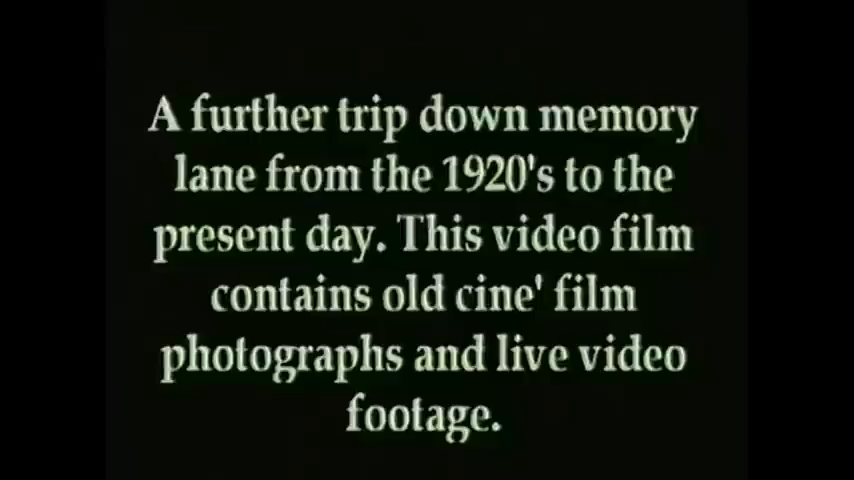 A further trip down memory
lane from the 1920's to the
present day. This video film
contains old cine' film
photographs and live video
footage.